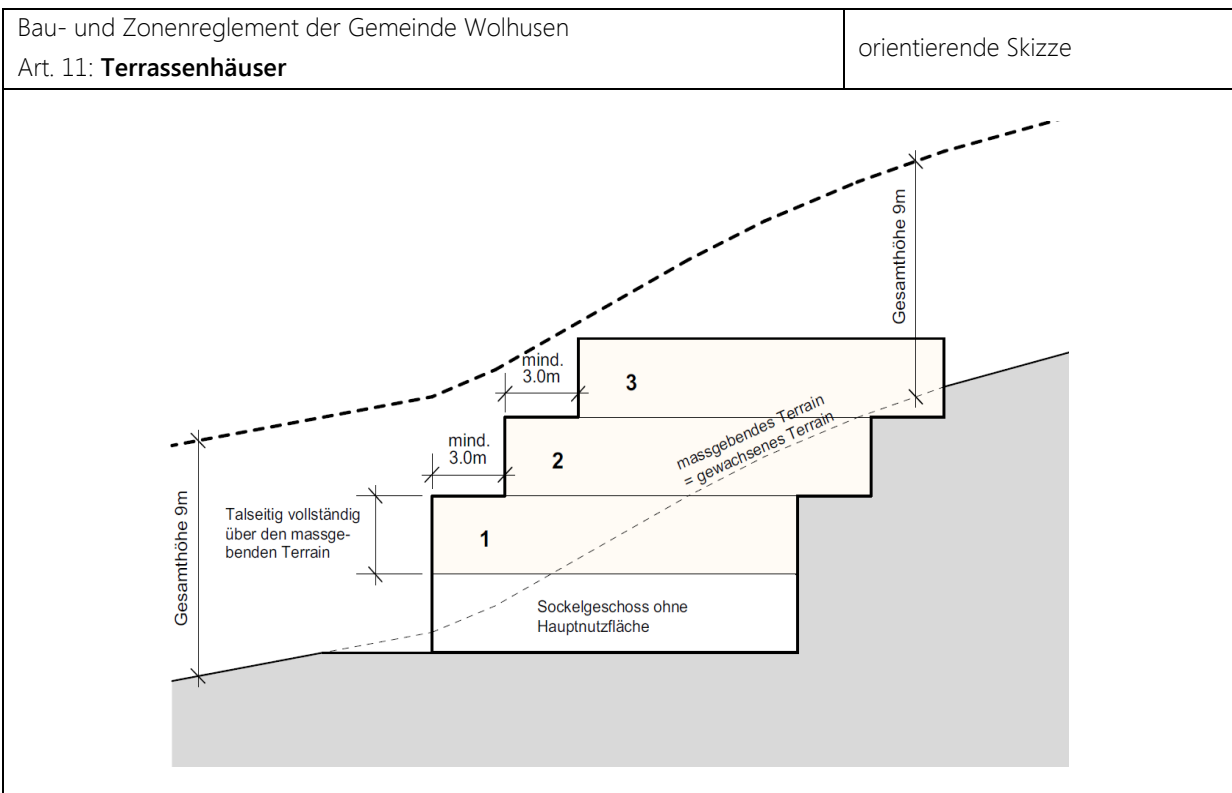 Bau- und Zonenreglement der Gemeinde Wolhusen
Art. 11: Terrassenhäuser
orientierende Skizze
Gesamthöhe 9m
mind.
3.0m
3
massgebendes Terrain
= gewachsenes Terrain
mind.
3.0m
2
Gesamthöhe 9m
Talseitig vollständig
über den massge-
benden Terrain
1
Sockelgeschoss ohne
Hauptnutzfläche